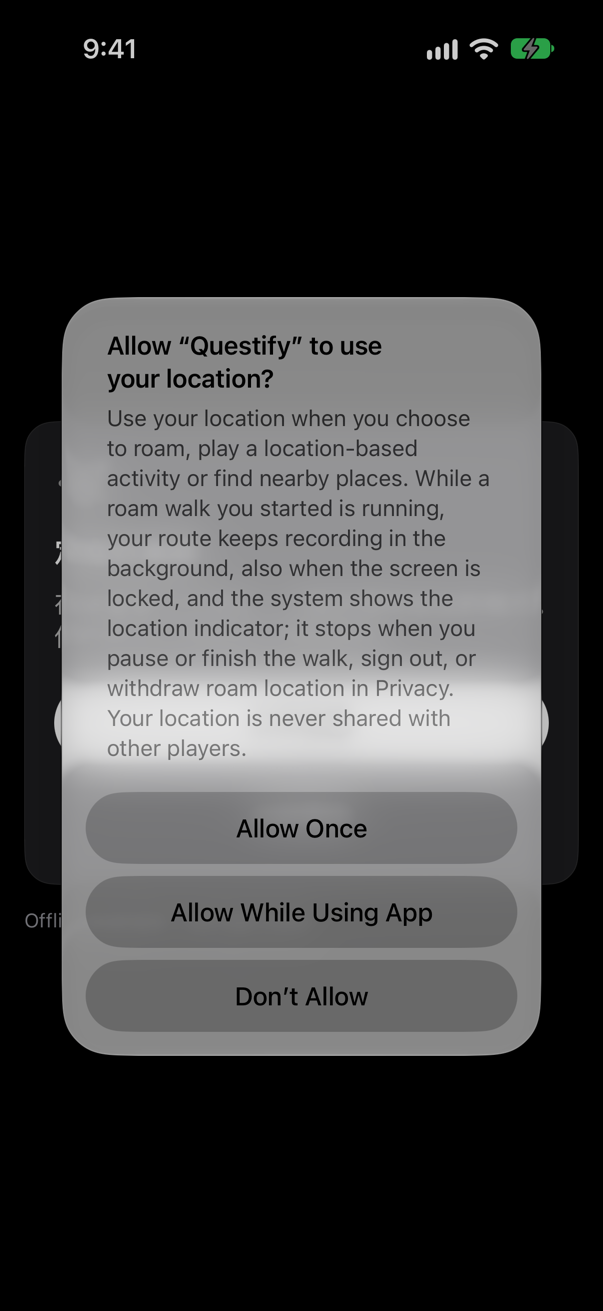 9:41
Allow “Questify” to use
your location?
Use your location when you choose
to roam, play a location-based
activity or find nearby places. While a
roam walk you started is running,
your route keeps recording in the
background, also when the screen is
locked, and the system shows the
location indicator; it stops when you
pause or finish the walk, sign out, or
withdraw roam location in Privacy.
Your location is never shared with
other players.
Allow Once
Allow While Using App
Don’t Allow